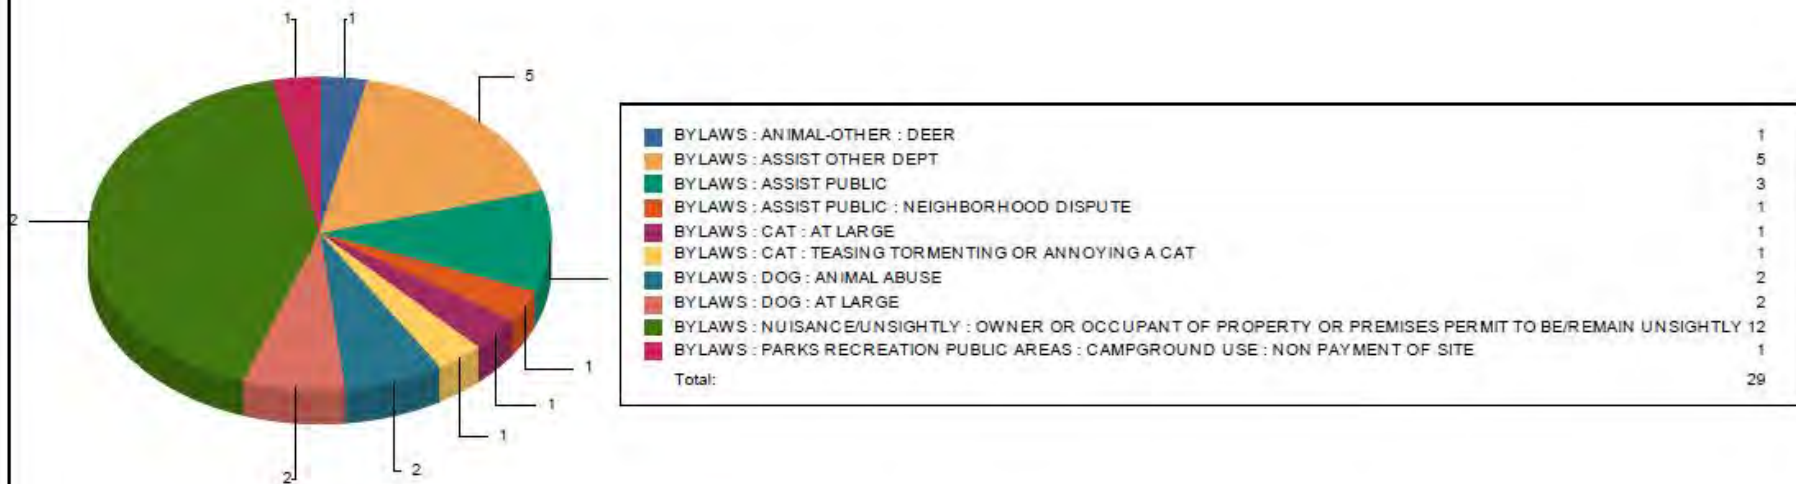 1 1
5
2
1
1
1
2
2
BYLAWS : ANIMAL-OTHER : DEER 1
BYLAWS : ASSIST OTHER DEPT 5
BYLAWS : ASSIST PUBLIC 3
BYLAWS : ASSIST PUBLIC : NEIGHBORHOOD DISPUTE 1
BYLAWS : CAT : AT LARGE 1
BYLAWS : CAT : TEASING TORMENTING OR ANNOYING A CAT 1
BYLAWS : DOG : ANIMAL ABUSE 2
BYLAWS : DOG : AT LARGE 2
BYLAWS : NUISANCE/UNSIGHTLY : OWNER OR OCCUPANT OF PROPERTY OR PREMISES PERMIT TO BE/REMAIN UNSIGHTLY 12
BYLAWS : PARKS RECREATION PUBLIC AREAS : CAMPGROUND USE : NON PAYMENT OF SITE 1
Total: 29